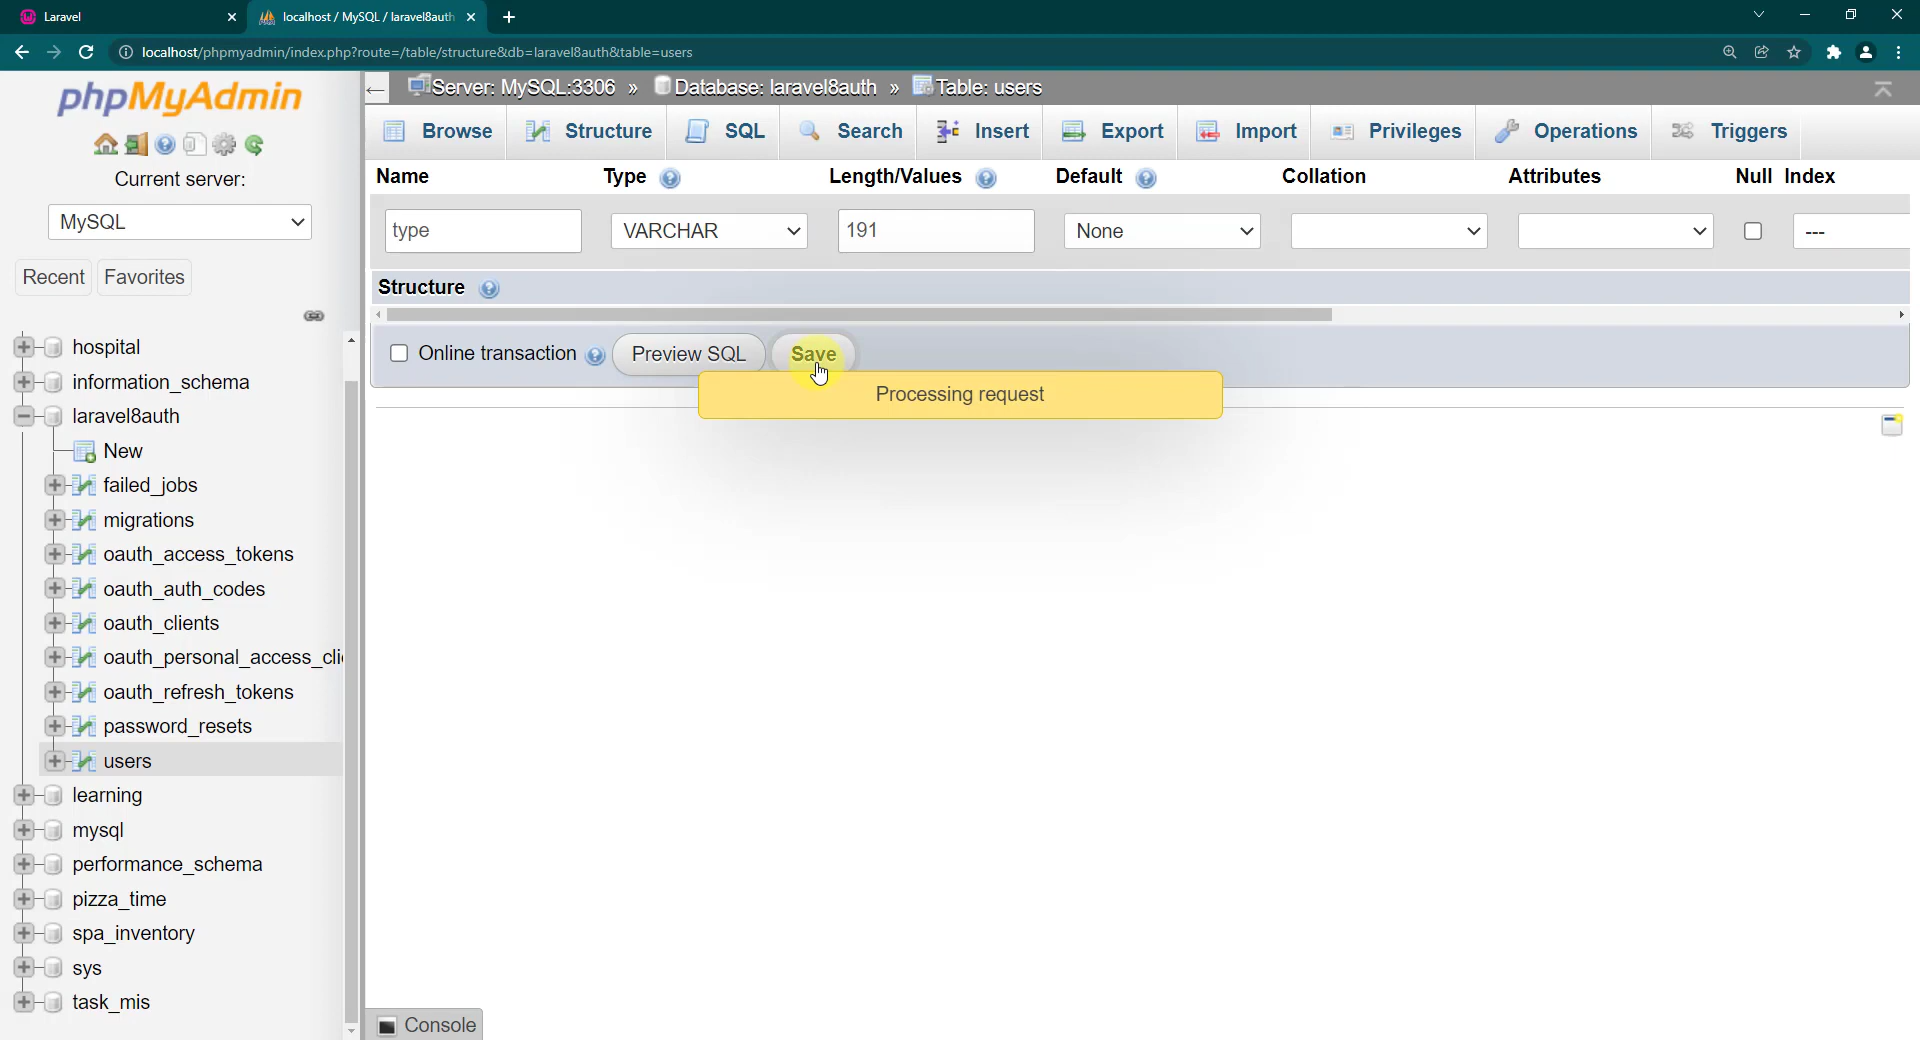 Laravel
localhost / MySQL / laravel8auth
localhost/phpmyadmin/index.php?route=/table/structure&db=laravel8auth&table=users
phpMyAdmin
Current server:
MySQL
Recent
Favorites
hospital
information_schema
laravel8auth
New
failed_jobs
migrations
oauth_access_tokens
oauth_auth_codes
oauth_clients
oauth_personal_access_cli
oauth_refresh_tokens
password_resets
users
learning
mysql
performance_schema
pizza_time
spa_inventory
sys
task_mis
Server: MySQL:3306 » Database: laravel8auth » Table: users
Browse Structure SQL Search Insert Export Import Privileges Operations Triggers
Name Type Length/Values Default Collation Attributes Null Index
type VARCHAR 191 None ---
Structure
Online transaction Preview SQL Save
Processing request
Console